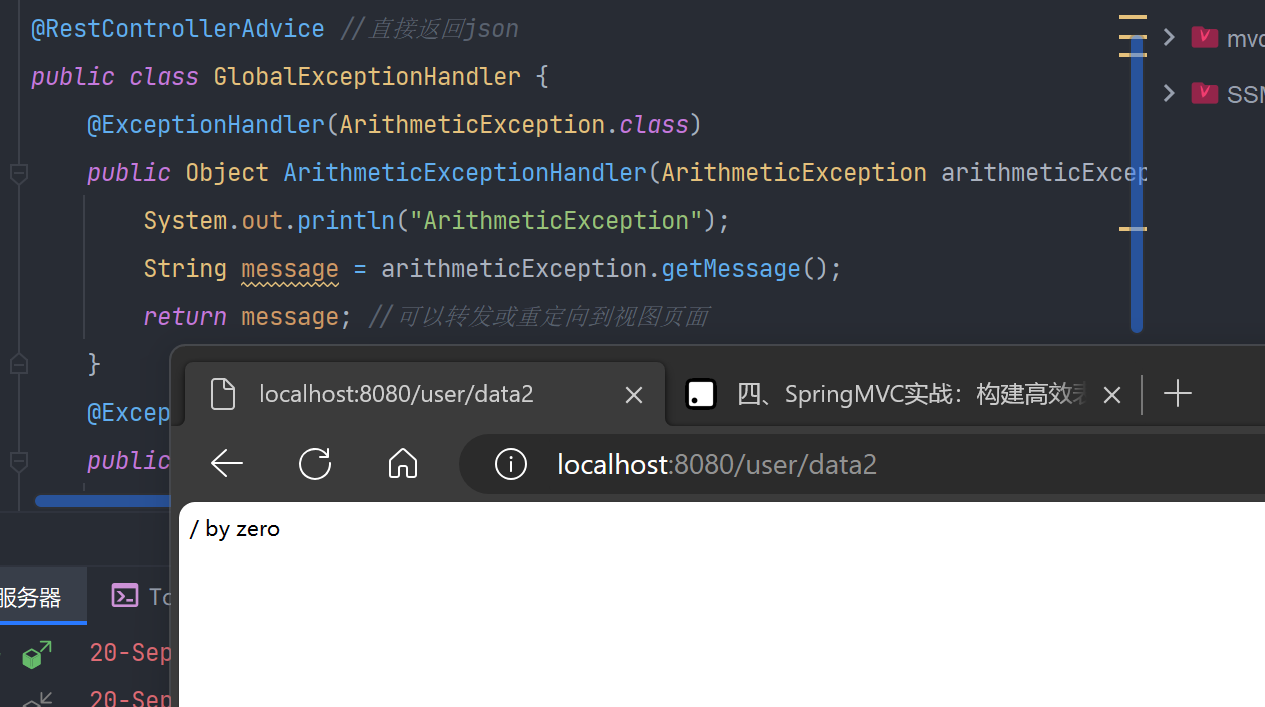 @RestControllerAdvice //直接返回json
public class GlobalExceptionHandler {
@ExceptionHandler(ArithmeticException.class)
public Object ArithmeticExceptionHandler(ArithmeticException arithmeticExcep
System.out.println("ArithmeticException");
String message = arithmeticException.getMessage();
return message; //可以转发或重定向到视图页面
}
@Excep
public
mvc
SSM
localhost:8080/user/data2
四、SpringMVC实战：构建高效表
localhost:8080/user/data2
/ by zero
服务器
To
20-Sep
20-Sep